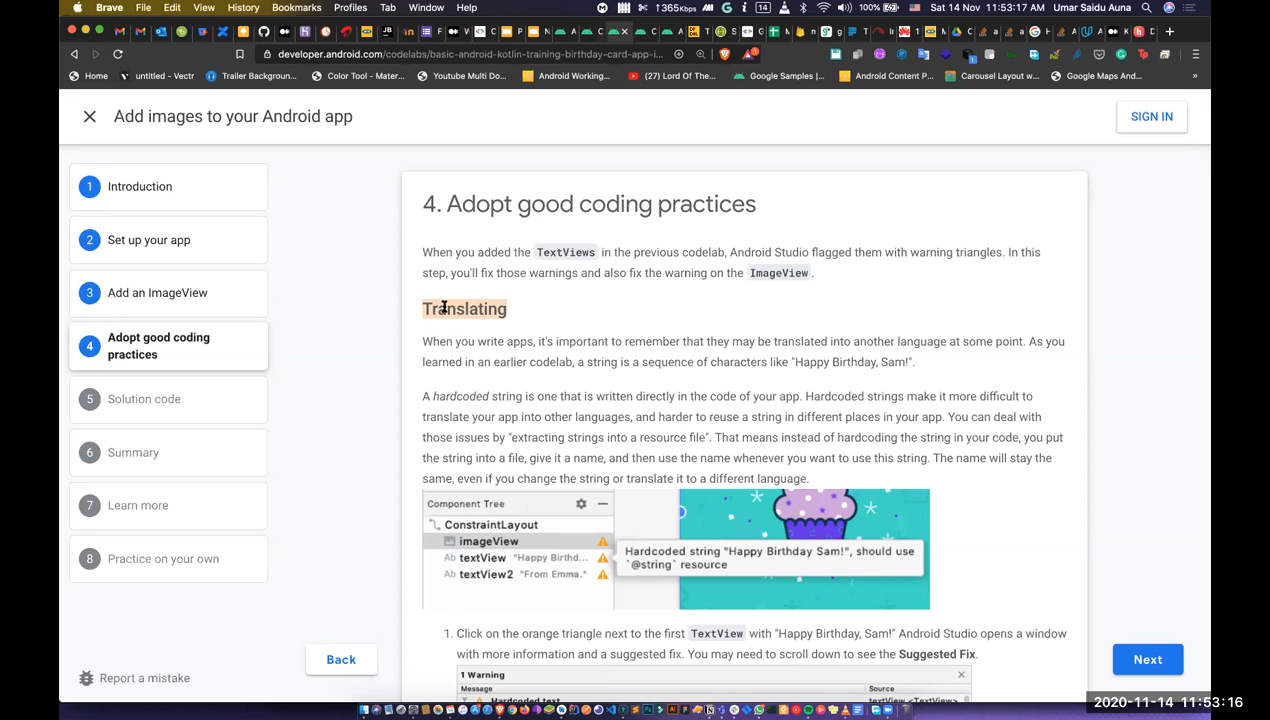 Brave File Edit View History Bookmarks Profiles Tab Window Help
1365Kbps 14 100% Sat 14 Nov 11:53:17 AM Umar Saidu Auna
developer.android.com/codelabs/basic-android-kotlin-training-birthday-card-app-i...
Home untitled - Vectr Trailer Backgroun... Color Tool - Mater... Youtube Multi Do... Android Working... (27) Lord Of The... Google Samples |... Android Content P... Carousel Layout w... Google Maps And... »
Add images to your Android app
SIGN IN
1 Introduction
2 Set up your app
3 Add an ImageView
4 Adopt good coding
practices
5 Solution code
6 Summary
7 Learn more
8 Practice on your own
Report a mistake
4. Adopt good coding practices
When you added the TextViews in the previous codelab, Android Studio flagged them with warning triangles. In this
step, you'll fix those warnings and also fix the warning on the ImageView.
Translating
When you write apps, it's important to remember that they may be translated into another language at some point. As you
learned in an earlier codelab, a string is a sequence of characters like "Happy Birthday, Sam!".
A hardcoded string is one that is written directly in the code of your app. Hardcoded strings make it more difficult to
translate your app into other languages, and harder to reuse a string in different places in your app. You can deal with
those issues by "extracting strings into a resource file". That means instead of hardcoding the string in your code, you put
the string into a file, give it a name, and then use the name whenever you want to use this string. The name will stay the
same, even if you change the string or translate it to a different language.
Component Tree
ConstraintLayout
imageView
Ab textView "Happy Birthd...
Ab textView2 "From Emma."
Hardcoded string "Happy Birthday Sam!", should use
`@string` resource
1. Click on the orange triangle next to the first TextView with "Happy Birthday, Sam!" Android Studio opens a window
with more information and a suggested fix. You may need to scroll down to see the Suggested Fix.
1 Warning
Message Source
Hardcoded text textView <TextView>
Back
Next
2020-11-14 11:53:16